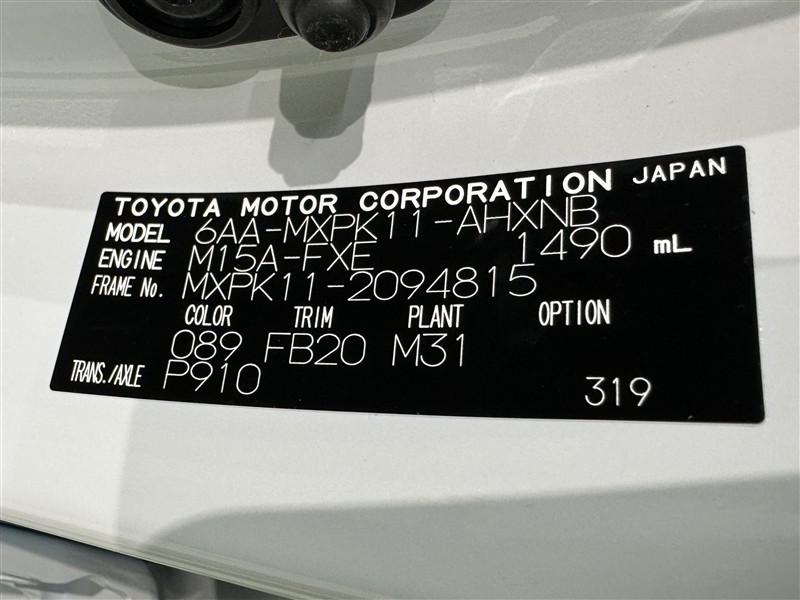 TOYOTA MOTOR CORPORATION JAPAN
MODEL 6AA-MXPK11-AHXNB
ENGINE M15A-FXE 1490 mL
FRAME No. MXPK11-2094815
COLOR TRIM PLANT OPTION
089 FB20 M31
TRANS./AXLE P910
319